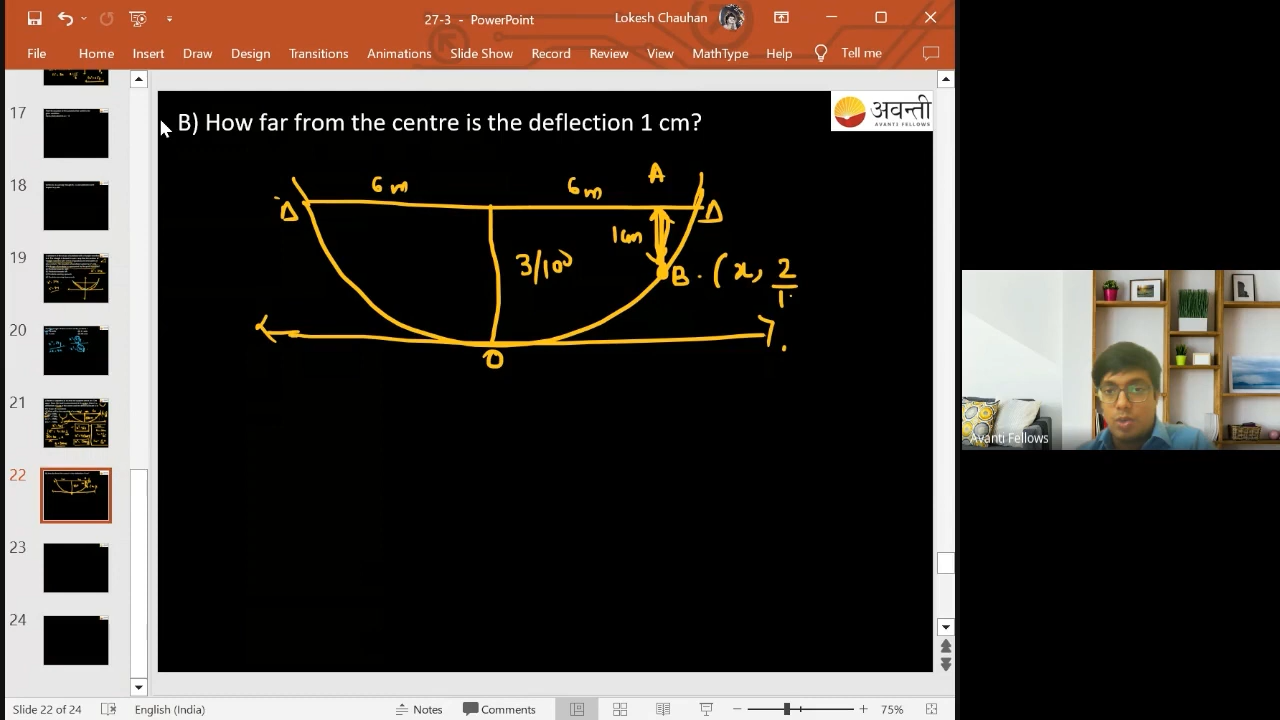 27-3 - PowerPoint
Lokesh Chauhan
File Home Insert Draw Design Transitions Animations Slide Show Record Review View MathType Help Tell me
17
18
19
20
21
22
23
24
B) How far from the centre is the deflection 1 cm?
अवन्ती
AVANTI FELLOWS
6 m 6 m A
1cm
3/100
B. (x, 2/1
O
Avanti Fellows
Slide 22 of 24 English (India) Notes Comments 75%